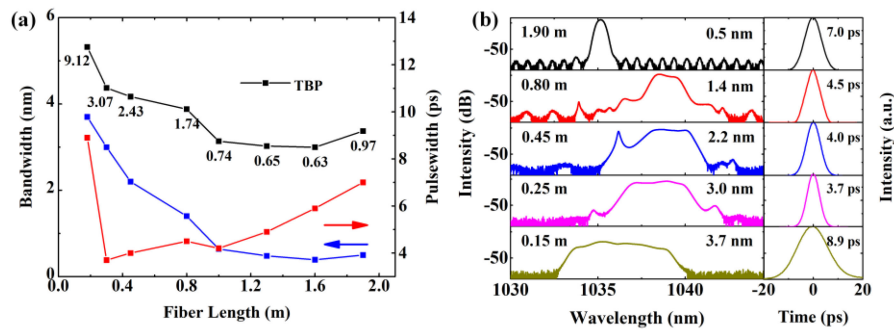 (a)
Bandwidth (nm)
6
4
2
0
9.12
3.07
2.43
1.74
0.74
0.65
0.63
0.97
TBP
14
12
10
8
6
4
Pulsewidth (ps)
0.0 0.4 0.8 1.2 1.6 2.0
Fiber Length (m)
(b)
Intensity (dB)
-50
-50
-50
-50
-50
1.90 m 0.5 nm 7.0 ps
0.80 m 1.4 nm 4.5 ps
0.45 m 2.2 nm 4.0 ps
0.25 m 3.0 nm 3.7 ps
0.15 m 3.7 nm 8.9 ps
Intensity (a.u.)
1030 1035 1040 -20 0 20
Wavelength (nm) Time (ps)